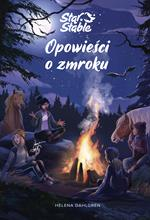 Star
Stable
Opowieści
o zmroku
HELENA DAHLGREN